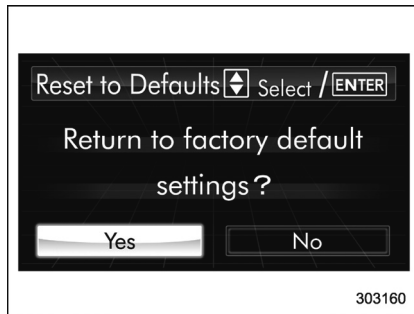 Reset to Defaults Select / ENTER
Return to factory default
settings?
Yes No
303160